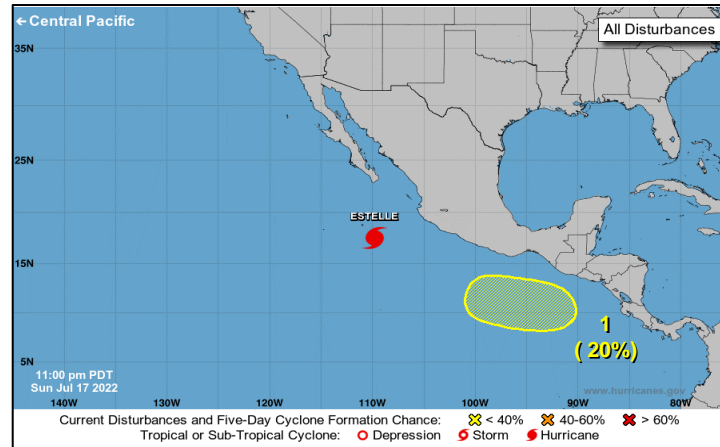 ←Central Pacific
All Disturbances
35N
25N
ESTELLE
15N
1
( 20%)
5N
11:00 pm PDT
Sun Jul 17 2022
www.hurricanes.gov
140W 130W 120W 110W 100W 90W 80W
Current Disturbances and Five-Day Cyclone Formation Chance: < 40% 40-60% > 60%
Tropical or Sub-Tropical Cyclone: Depression Storm Hurricane